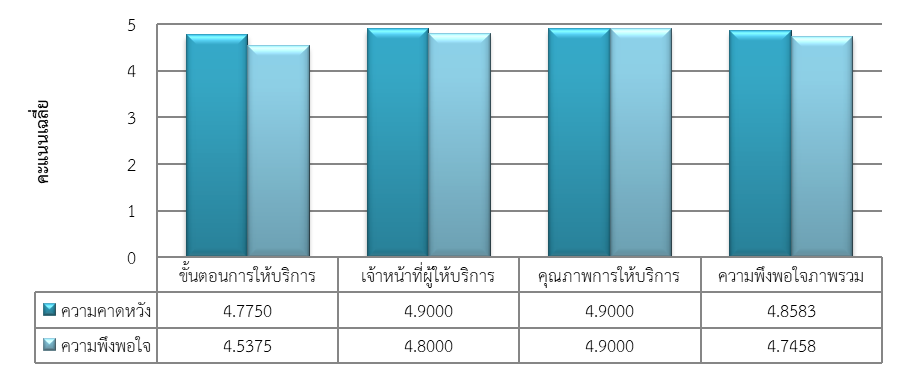 5
4
3
2
1
0
คะแนนเฉลี่ย
ขั้นตอนการให้บริการ เจ้าหน้าที่ผู้ให้บริการ คุณภาพการให้บริการ ความพึงพอใจภาพรวม
ความคาดหวัง 4.7750 4.9000 4.9000 4.8583
ความพึงพอใจ 4.5375 4.8000 4.9000 4.7458